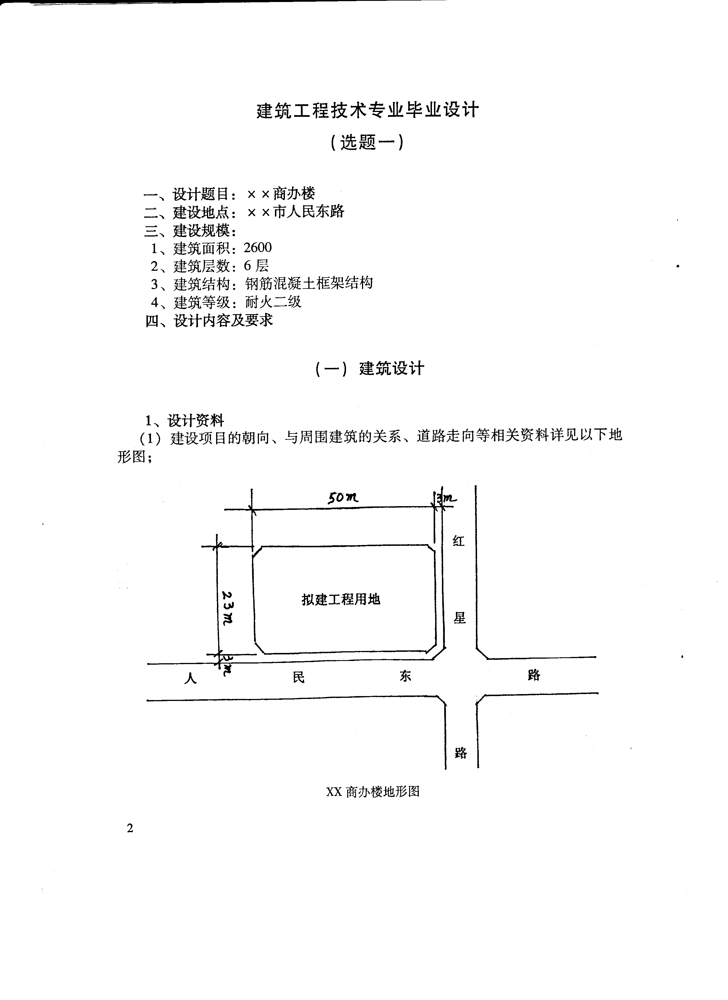 建筑工程技术专业毕业设计
(选题一)
一、设计题目：××商办楼
二、建设地点：××市人民东路
三、建设规模：
1、建筑面积：2600
2、建筑层数：6 层
3、建筑结构：钢筋混凝土框架结构
4、建筑等级：耐火二级
四、设计内容及要求
(一) 建筑设计
1、设计资料
(1) 建设项目的朝向、与周围建筑的关系、道路走向等相关资料详见以下地
形图；
50m
3m
红
23m
拟建工程用地
星
3m
人 民 东 路
路
XX 商办楼地形图
2